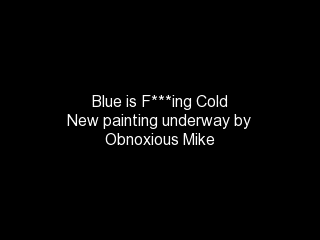 Blue is F***ing Cold
New painting underway by
Obnoxious Mike